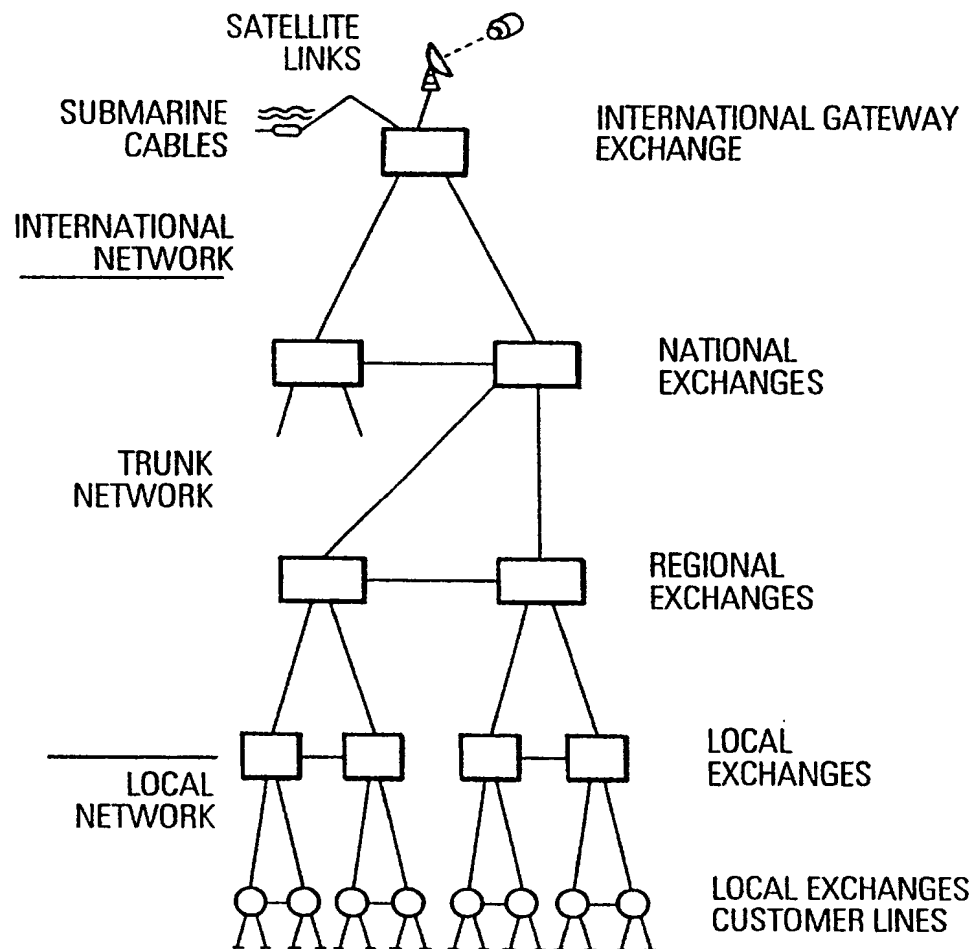 SATELLITE
LINKS
SUBMARINE
CABLES
INTERNATIONAL GATEWAY
EXCHANGE
INTERNATIONAL
NETWORK
NATIONAL
EXCHANGES
TRUNK
NETWORK
REGIONAL
EXCHANGES
LOCAL
EXCHANGES
LOCAL
NETWORK
LOCAL EXCHANGES
CUSTOMER LINES